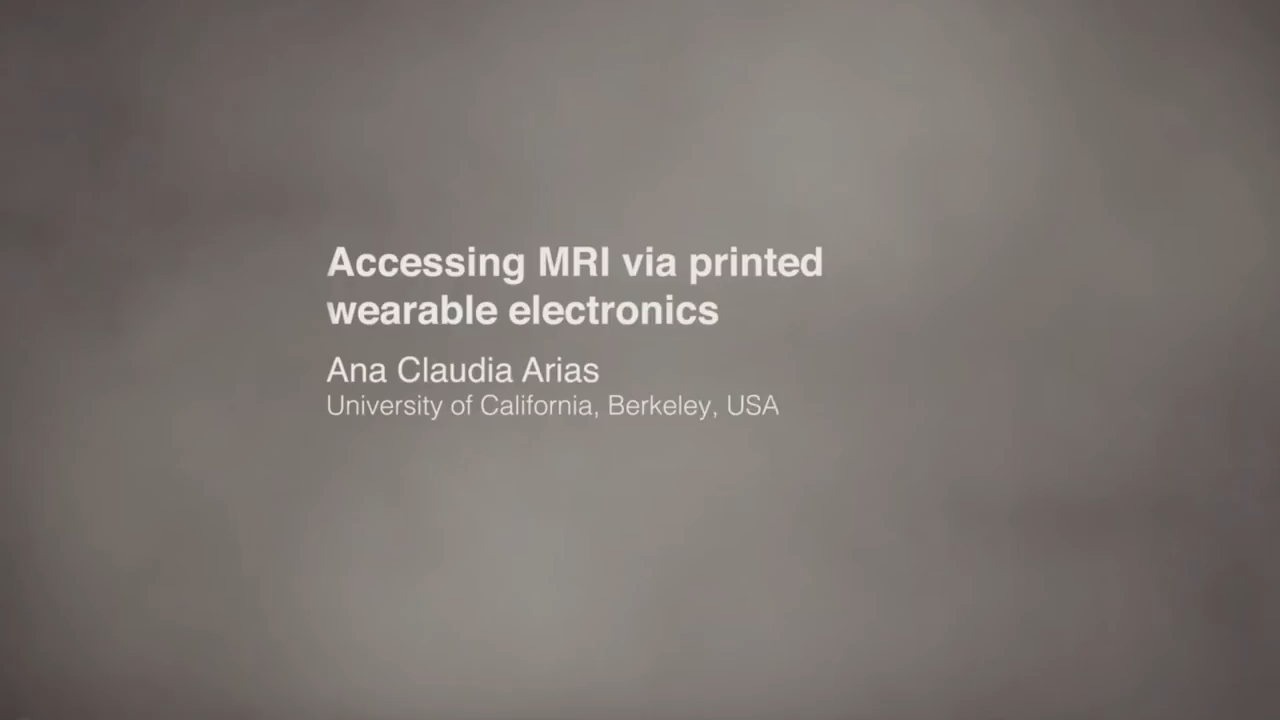 Accessing MRI via printed
wearable electronics
Ana Claudia Arias
University of California, Berkeley, USA